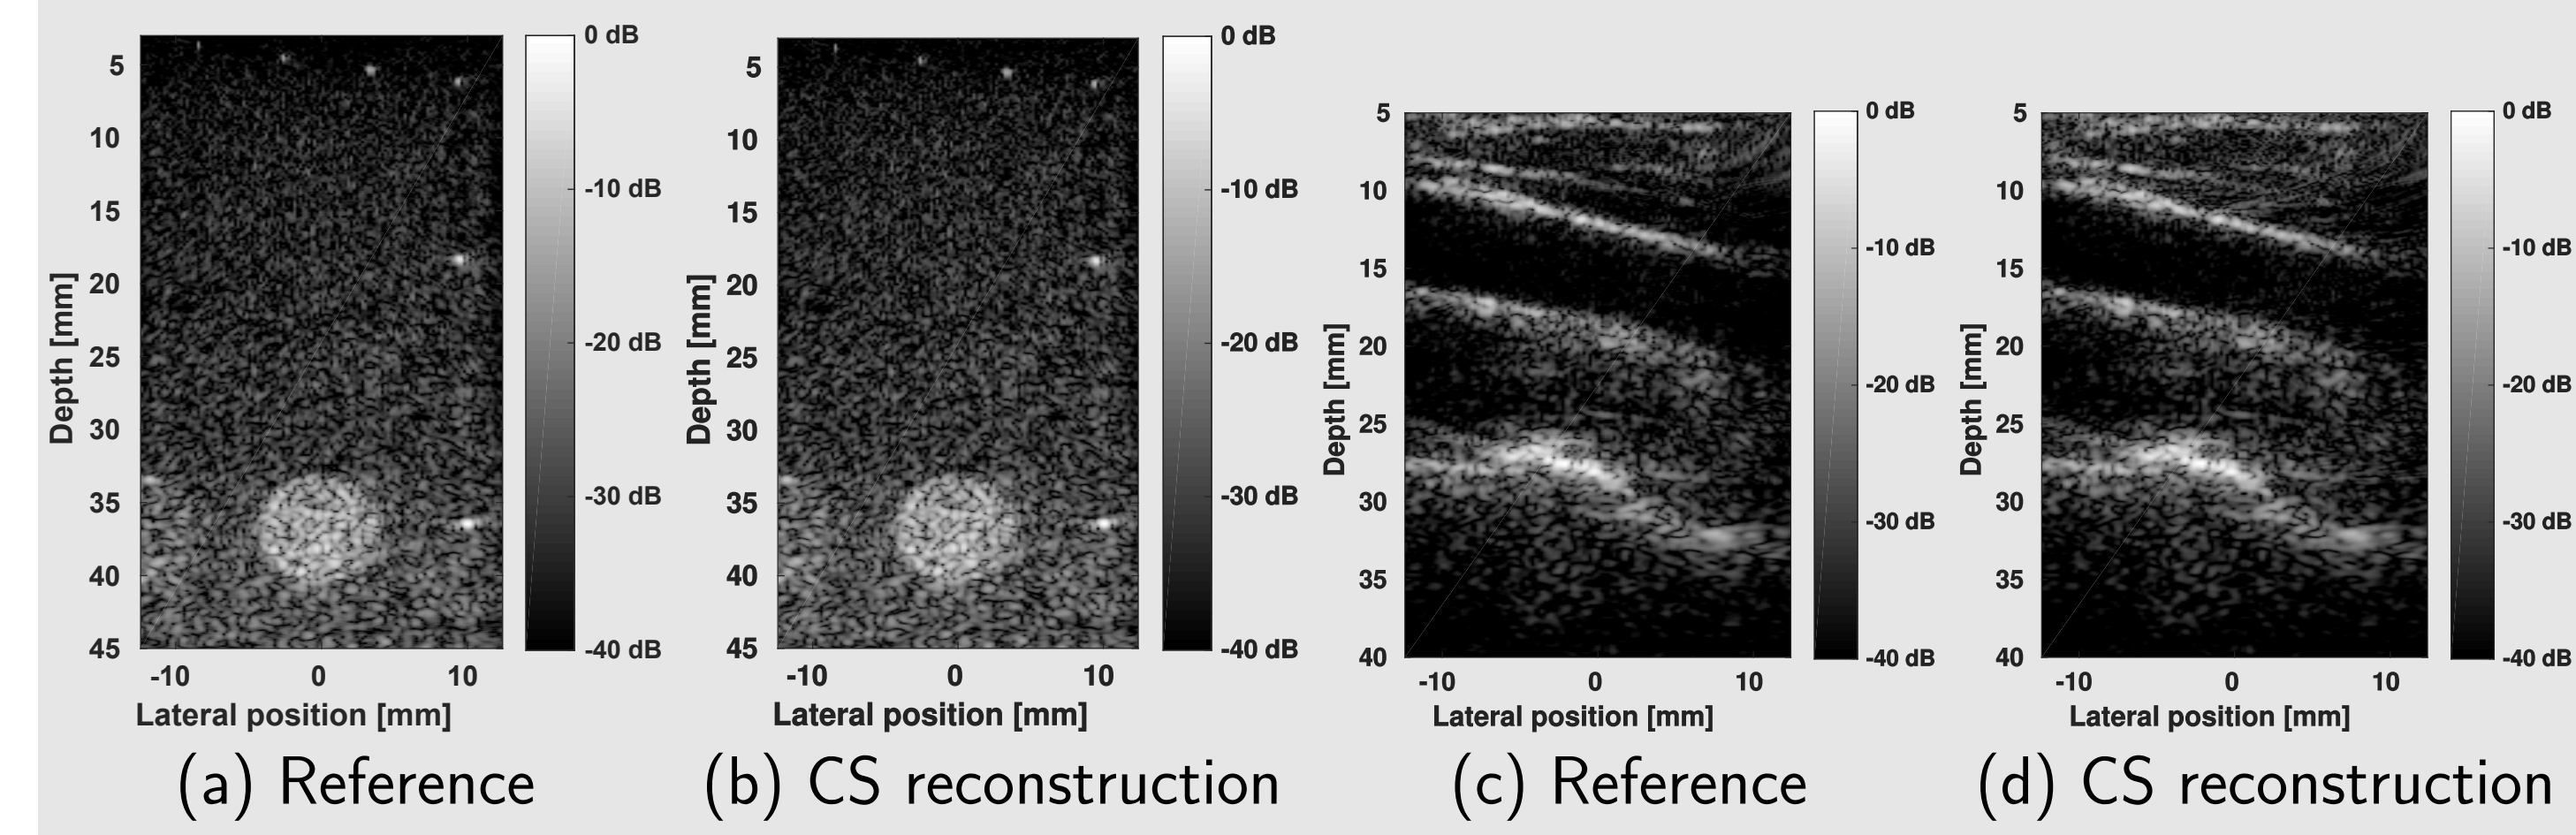 0 dB
-10 dB
-20 dB
-30 dB
-40 dB
5
10
15
20
25
30
35
40
45
Depth [mm]
-10 0 10
Lateral position [mm]
(a) Reference
0 dB
-10 dB
-20 dB
-30 dB
-40 dB
5
10
15
20
25
30
35
40
45
Depth [mm]
-10 0 10
Lateral position [mm]
(b) CS reconstruction
0 dB
-10 dB
-20 dB
-30 dB
-40 dB
5
10
15
20
25
30
35
40
Depth [mm]
-10 0 10
Lateral position [mm]
(c) Reference
0 dB
-10 dB
-20 dB
-30 dB
-40 dB
5
10
15
20
25
30
35
40
Depth [mm]
-10 0 10
Lateral position [mm]
(d) CS reconstruction